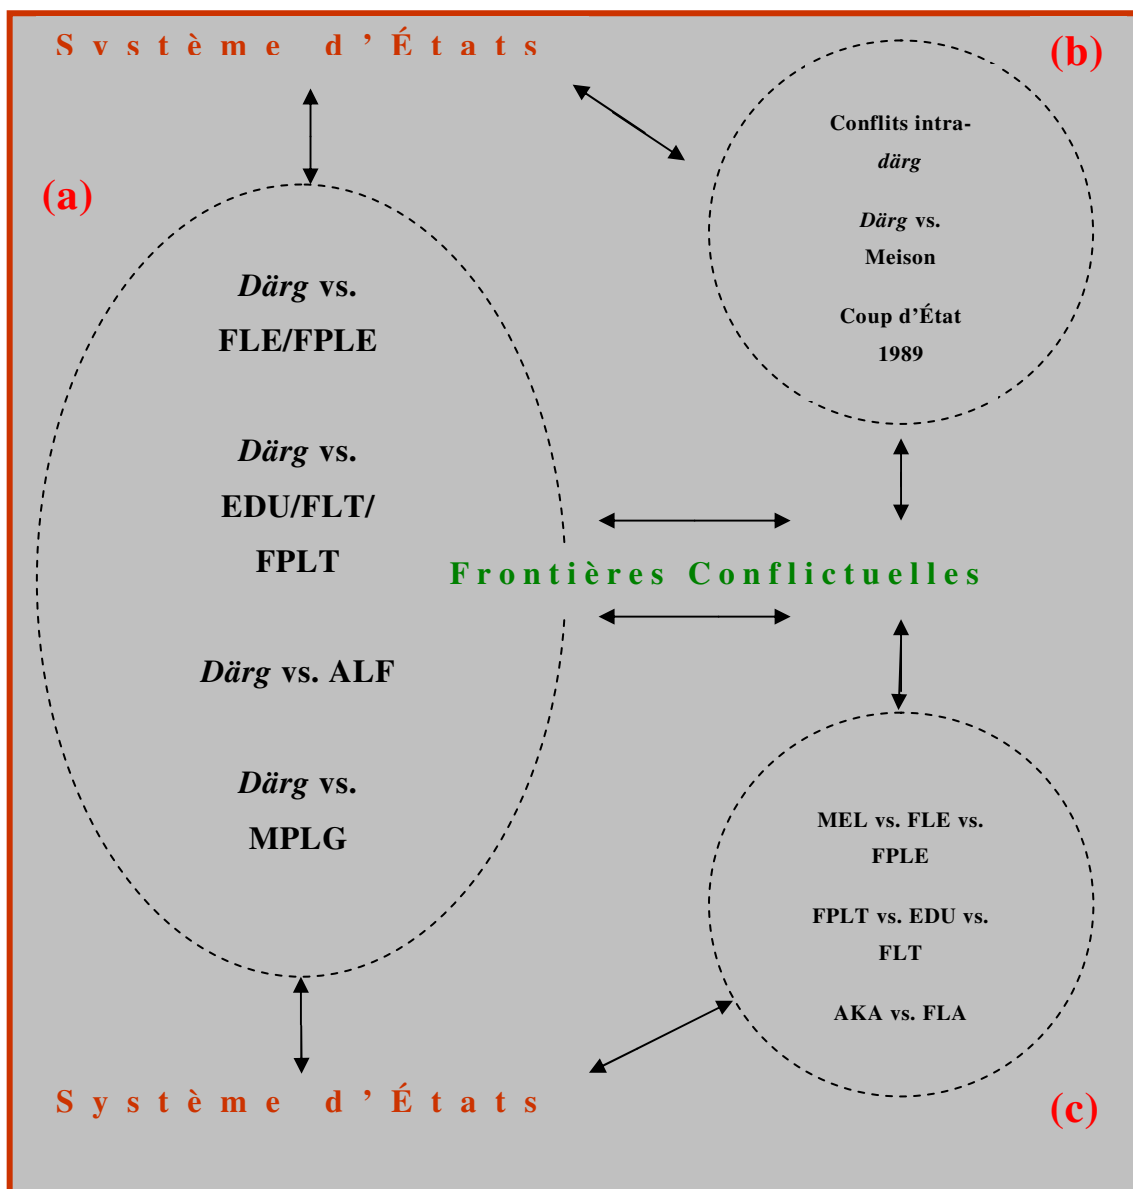 Système d'États
(b)
Conflits intra-
därg
Därg vs.
Meison
Coup d'État
1989
(a)
Därg vs.
FLE/FPLE
Därg vs.
EDU/FLT/
FPLT
Därg vs. ALF
Därg vs.
MPLG
Frontières Conflictuelles
MEL vs. FLE vs.
FPLE
FPLT vs. EDU vs.
FLT
AKA vs. FLA
(c)
Système d'États